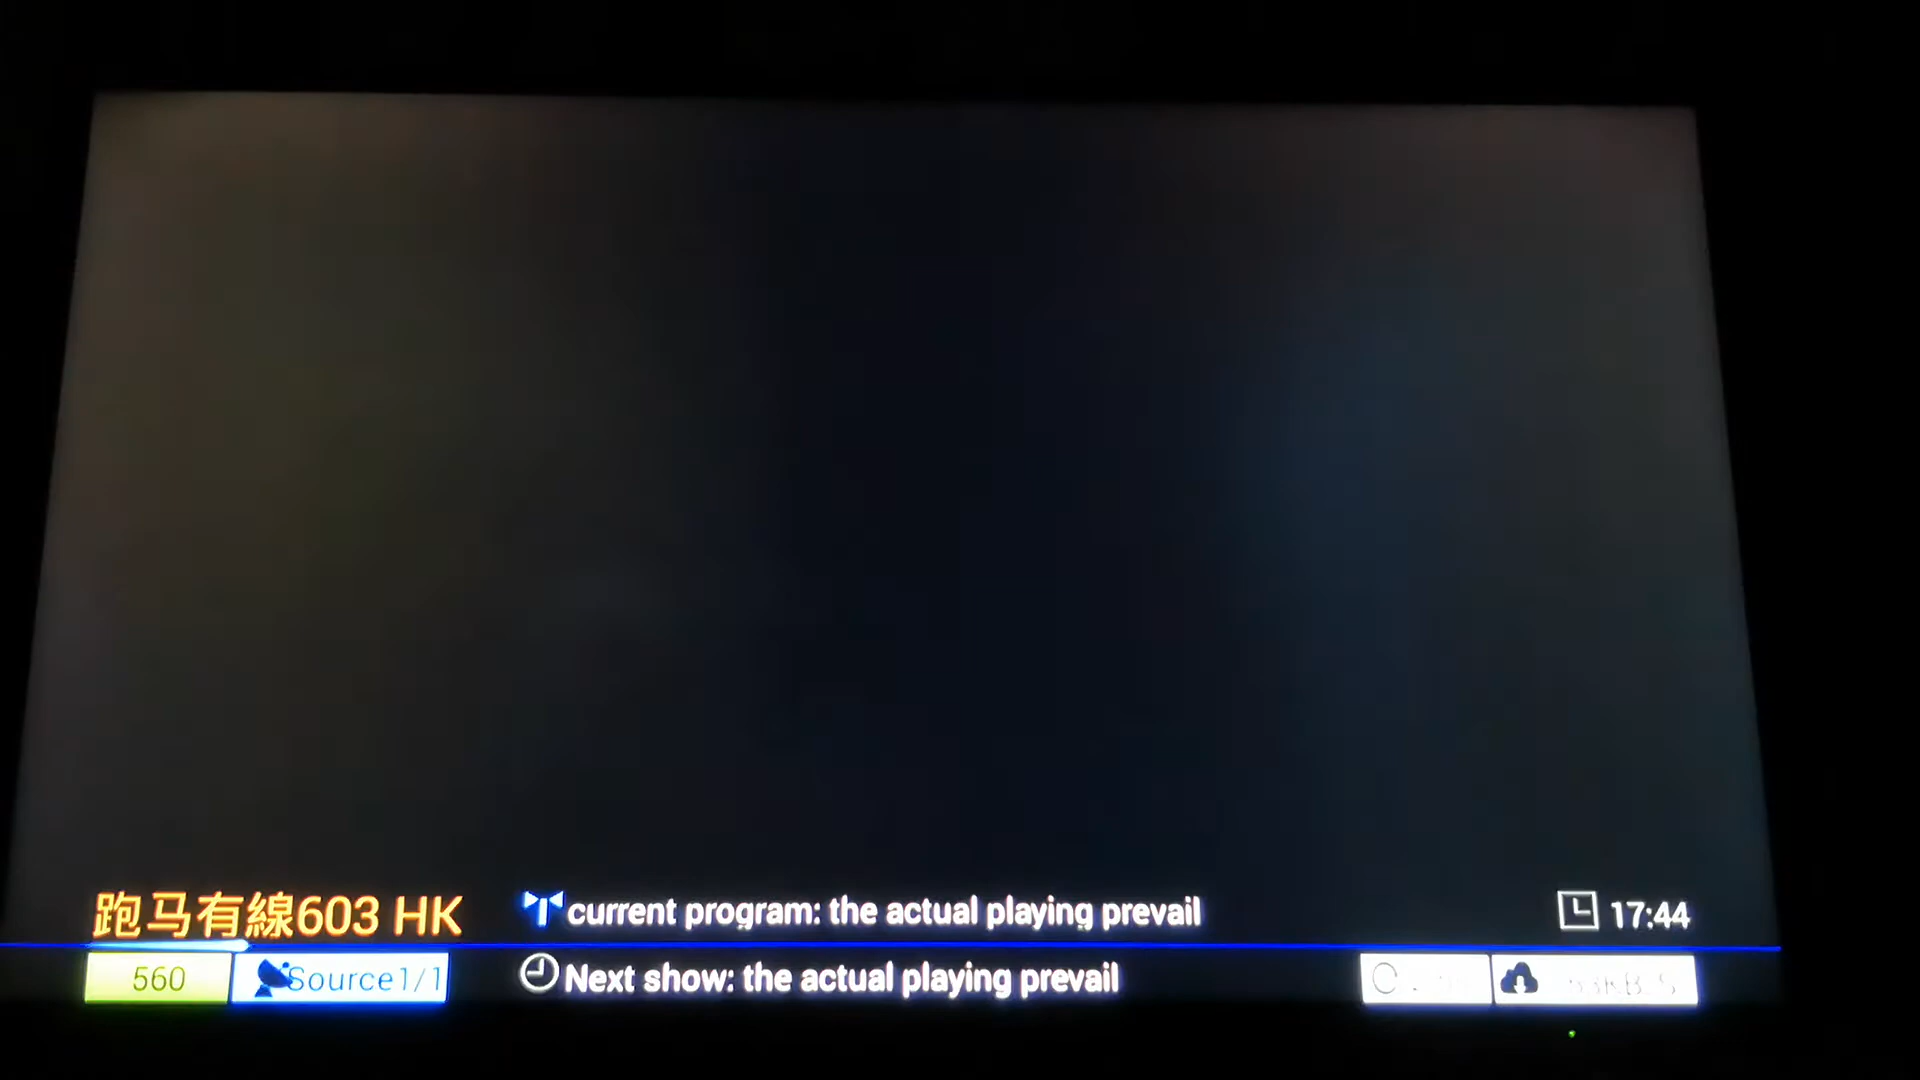 跑马有線603 HK
current program: the actual playing prevail
17:44
560
Source1/1
Next show: the actual playing prevail